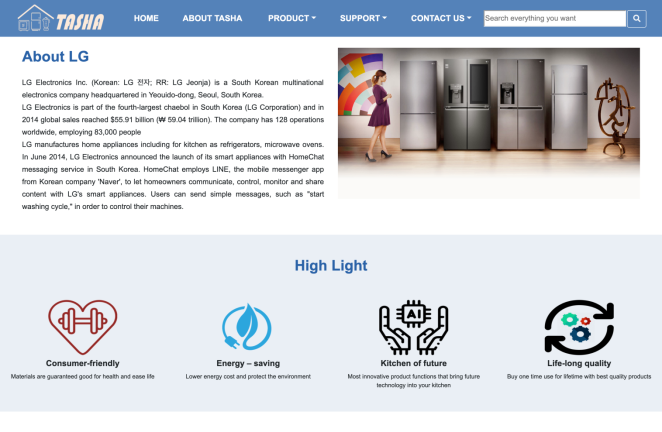 TASHA
HOME
ABOUT TASHA
PRODUCT
SUPPORT
CONTACT US
Search everything you want
About LG
LG Electronics Inc. (Korean: LG 전자; RR: LG Jeonja) is a South Korean multinational
electronics company headquartered in Yeouido-dong, Seoul, South Korea.
LG Electronics is part of the fourth-largest chaebol in South Korea (LG Corporation) and in
2014 global sales reached $55.91 billion (₩ 59.04 trillion). The company has 128 operations
worldwide, employing 83,000 people
LG manufactures home appliances including for kitchen as refrigerators, microwave ovens.
In June 2014, LG Electronics announced the launch of its smart appliances with HomeChat
messaging service in South Korea. HomeChat employs LINE, the mobile messenger app
from Korean company 'Naver', to let homeowners communicate, control, monitor and share
content with LG's smart appliances. Users can send simple messages, such as "start
washing cycle," in order to control their machines.
High Light
AI
Consumer-friendly
Materials are guaranteed good for health and ease life
Energy – saving
Lower energy cost and protect the environment
Kitchen of future
Most innovative product functions that bring future
technology into your kitchen
Life-long quality
Buy one time use for lifetime with best quality products